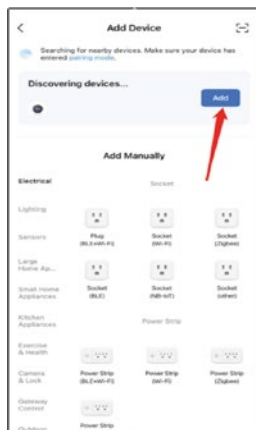 Add Device
Searching for nearby devices. Make sure your device has
entered pairing mode.
Discovering devices...
Add
Add Manually
Electrical
Socket
Lighting
Plug
(BLE+Wi-Fi)
Socket
(Wi-Fi)
Socket
(Zigbee)
Sensors
Large
Home Ap...
Socket
(BLE)
Socket
(NB-IoT)
Socket
(other)
Small Home
Appliances
Kitchen
Appliances
Power Strip
Exercise
& Health
Power Strip
(BLE+Wi-Fi)
Power Strip
(Wi-Fi)
Power Strip
(Zigbee)
Camera
& Lock
Gateway
Control
Outdoor
Power Strip